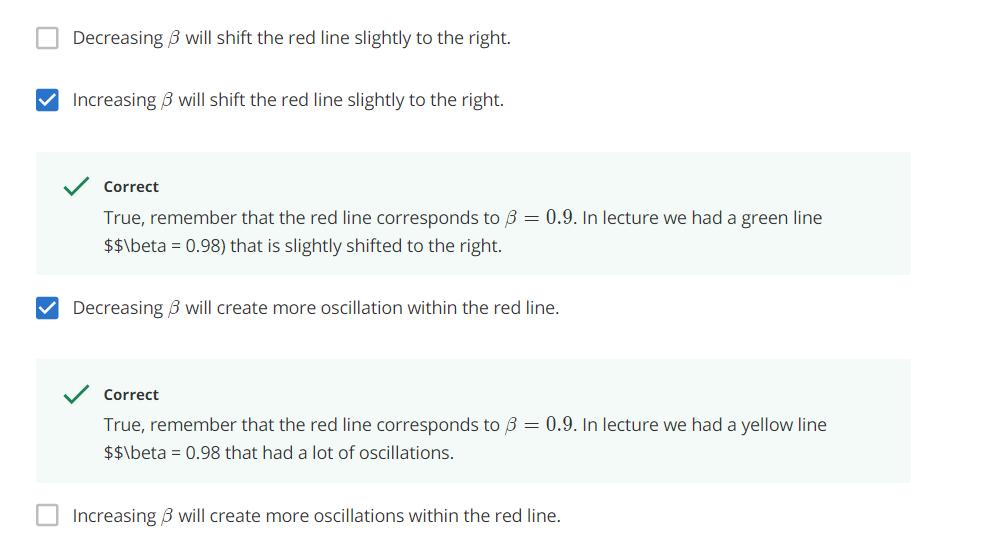 Decreasing β will shift the red line slightly to the right.
Increasing β will shift the red line slightly to the right.
Correct
True, remember that the red line corresponds to β = 0.9. In lecture we had a green line
$$\beta = 0.98) that is slightly shifted to the right.
Decreasing β will create more oscillation within the red line.
Correct
True, remember that the red line corresponds to β = 0.9. In lecture we had a yellow line
$$\beta = 0.98 that had a lot of oscillations.
Increasing β will create more oscillations within the red line.